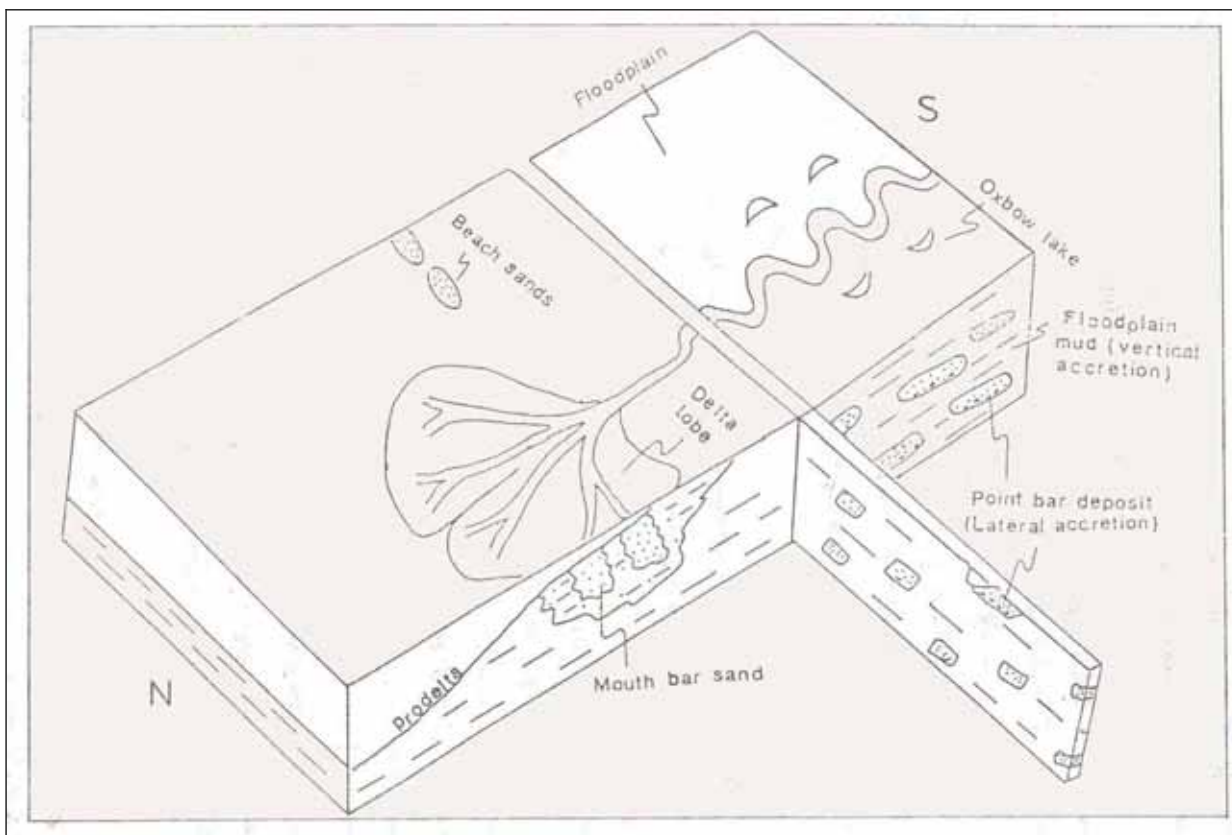 Floodplain
S
Oxbow lake
Beach sands
Floodplain
mud (vertical
accretion)
Delta
lobe
Point bar deposit
(Lateral accretion)
Mouth bar sand
Prodelta
N